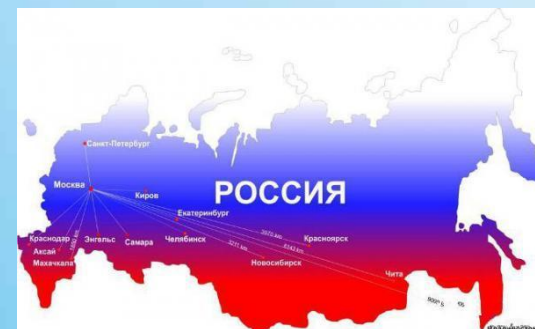 Санкт-Петербург
Москва
Киров
РОССИЯ
Екатеринбург
Краснодар
Энгельс
Самара
Челябинск
Красноярск
Аксай
Махачкала
Новосибирск
Чита